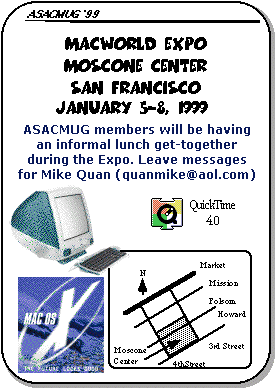 ASACMUG '99
MACWORLD EXPO
MOSCONE CENTER
SAN FRANCISCO
JANUARY 5-8, 1999
ASACMUG members will be having
an informal lunch get-together
during the Expo. Leave messages
for Mike Quan (quanmike@aol.com)
QuickTime
4.0
MAC OS
X
THE FUTURE LOOKS GOOD
N
Market
Mission
Folsom
Howard
3rd Street
Moscone
Center
4th Street